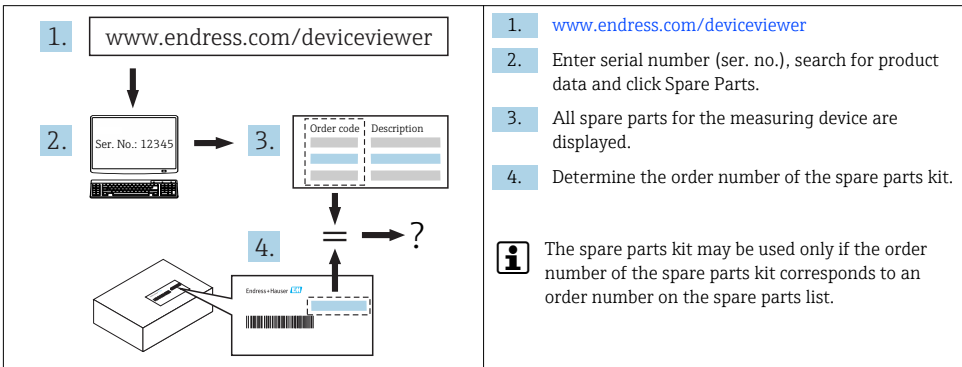 1.
www.endress.com/deviceviewer
2.
Ser. No.: 12345
3.
Order code
Description
=
?
4.
Endress+Hauser EH
1. www.endress.com/deviceviewer
2. Enter serial number (ser. no.), search for product
data and click Spare Parts.
3. All spare parts for the measuring device are
displayed.
4. Determine the order number of the spare parts kit.
i
The spare parts kit may be used only if the order
number of the spare parts kit corresponds to an
order number on the spare parts list.